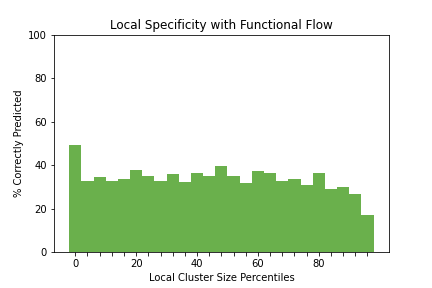 Local Specificity with Functional Flow
100
80
60
40
20
0
% Correctly Predicted
0 20 40 60 80
Local Cluster Size Percentiles